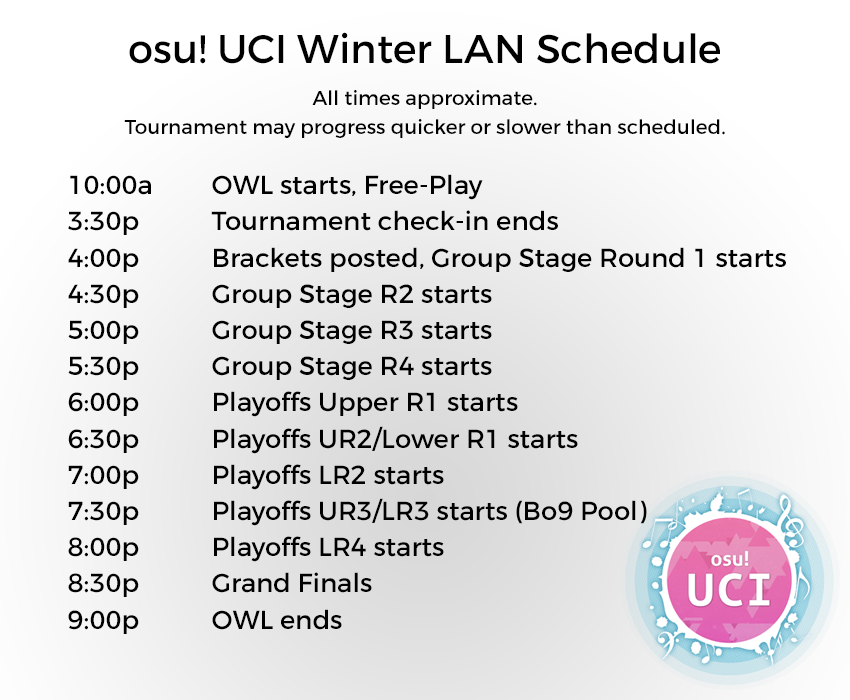 osu! UCI Winter LAN Schedule
All times approximate.
Tournament may progress quicker or slower than scheduled.
10:00a OWL starts, Free-Play
3:30p Tournament check-in ends
4:00p Brackets posted, Group Stage Round 1 starts
4:30p Group Stage R2 starts
5:00p Group Stage R3 starts
5:30p Group Stage R4 starts
6:00p Playoffs Upper R1 starts
6:30p Playoffs UR2/Lower R1 starts
7:00p Playoffs LR2 starts
7:30p Playoffs UR3/LR3 starts (Bo9 Pool)
8:00p Playoffs LR4 starts
8:30p Grand Finals
9:00p OWL ends
osu!
UCI